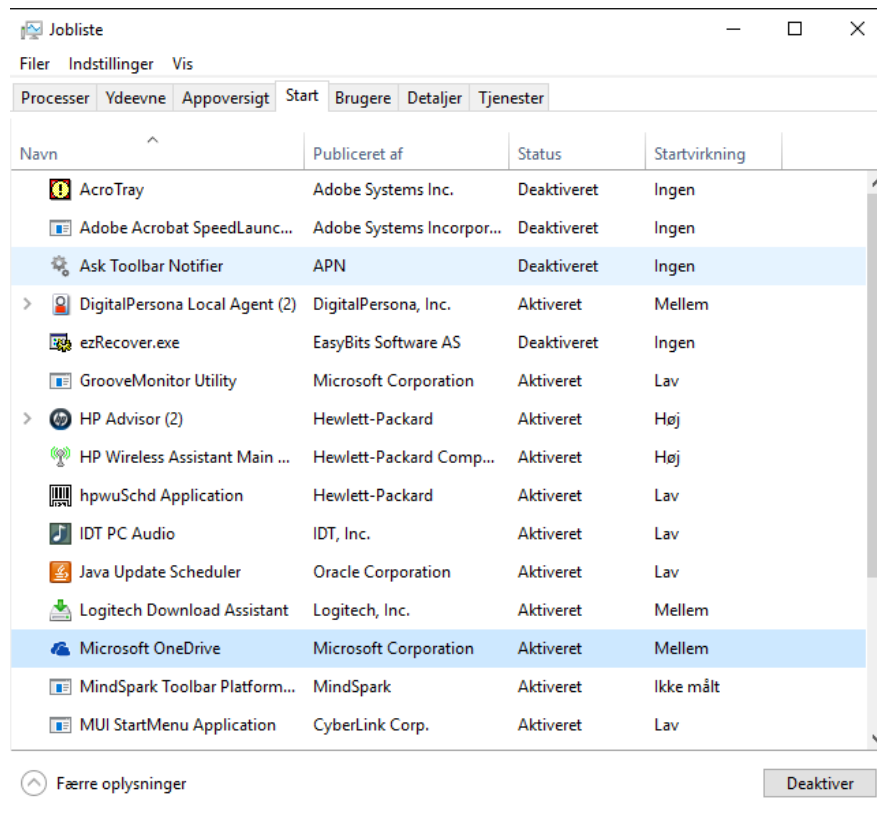 Jobliste
Filer Indstillinger Vis
Processer Ydeevne Appoversigt Start Brugere Detaljer Tjenester
Navn Publiceret af Status Startvirkning
AcroTray Adobe Systems Inc. Deaktiveret Ingen
Adobe Acrobat SpeedLaunc... Adobe Systems Incorpor... Deaktiveret Ingen
Ask Toolbar Notifier APN Deaktiveret Ingen
DigitalPersona Local Agent (2) DigitalPersona, Inc. Aktiveret Mellem
ezRecover.exe EasyBits Software AS Deaktiveret Ingen
GrooveMonitor Utility Microsoft Corporation Aktiveret Lav
HP Advisor (2) Hewlett-Packard Aktiveret Høj
HP Wireless Assistant Main ... Hewlett-Packard Comp... Aktiveret Høj
hpwuSchd Application Hewlett-Packard Aktiveret Lav
IDT PC Audio IDT, Inc. Aktiveret Lav
Java Update Scheduler Oracle Corporation Aktiveret Lav
Logitech Download Assistant Logitech, Inc. Aktiveret Mellem
Microsoft OneDrive Microsoft Corporation Aktiveret Mellem
MindSpark Toolbar Platform... MindSpark Aktiveret Ikke målt
MUI StartMenu Application CyberLink Corp. Aktiveret Lav
Færre oplysninger Deaktiver